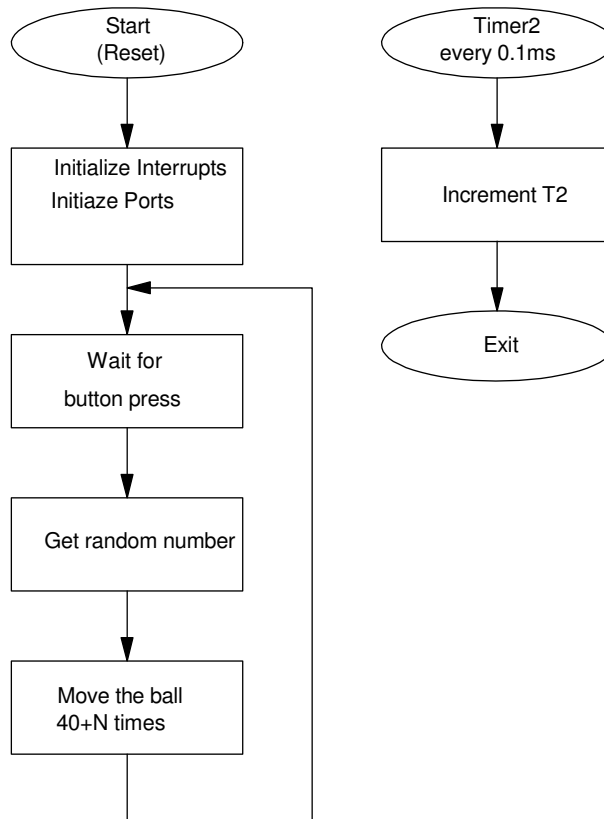 Start
(Reset)
Initialize Interrupts
Initiaze Ports
Wait for
button press
Get random number
Move the ball
40+N times
Timer2
every 0.1ms
Increment T2
Exit